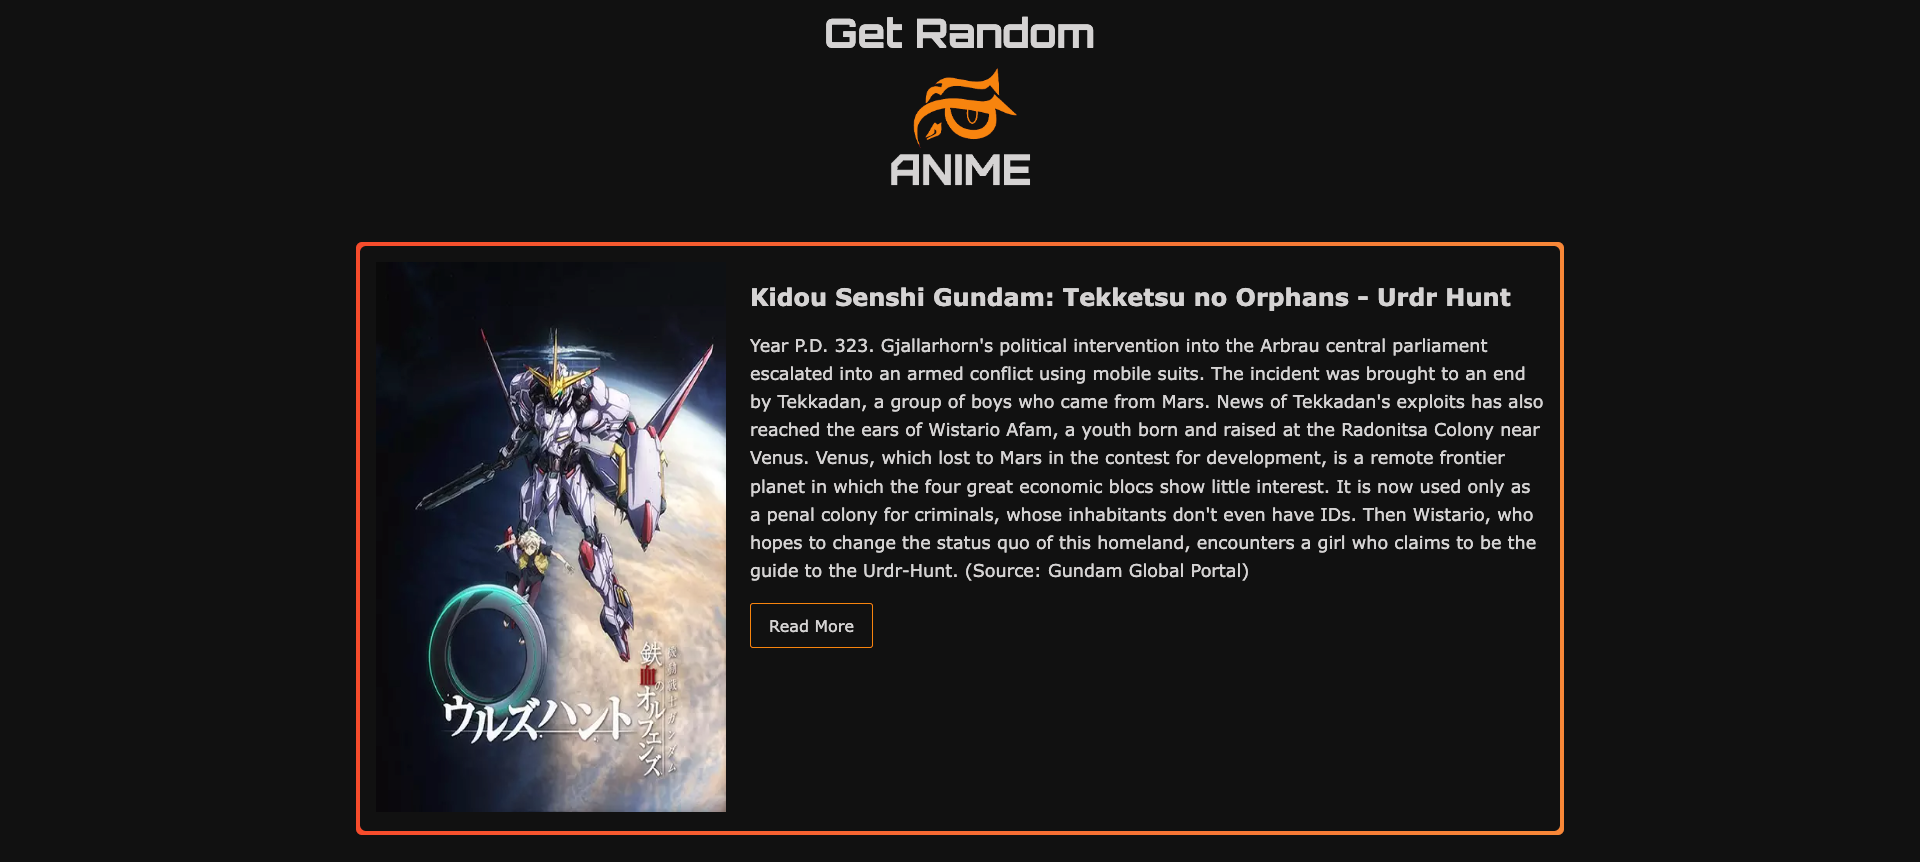 Get Random
ANIME
Kidou Senshi Gundam: Tekketsu no Orphans - Urdr Hunt
Year P.D. 323. Gjallarhorn's political intervention into the Arbrau central parliament
escalated into an armed conflict using mobile suits. The incident was brought to an end
by Tekkadan, a group of boys who came from Mars. News of Tekkadan's exploits has also
reached the ears of Wistario Afam, a youth born and raised at the Radonitsa Colony near
Venus. Venus, which lost to Mars in the contest for development, is a remote frontier
planet in which the four great economic blocs show little interest. It is now used only as
a penal colony for criminals, whose inhabitants don't even have IDs. Then Wistario, who
hopes to change the status quo of this homeland, encounters a girl who claims to be the
guide to the Urdr-Hunt. (Source: Gundam Global Portal)
Read More
機動戦士ガンダム
鉄血のオルフェンズ
ウルズハント